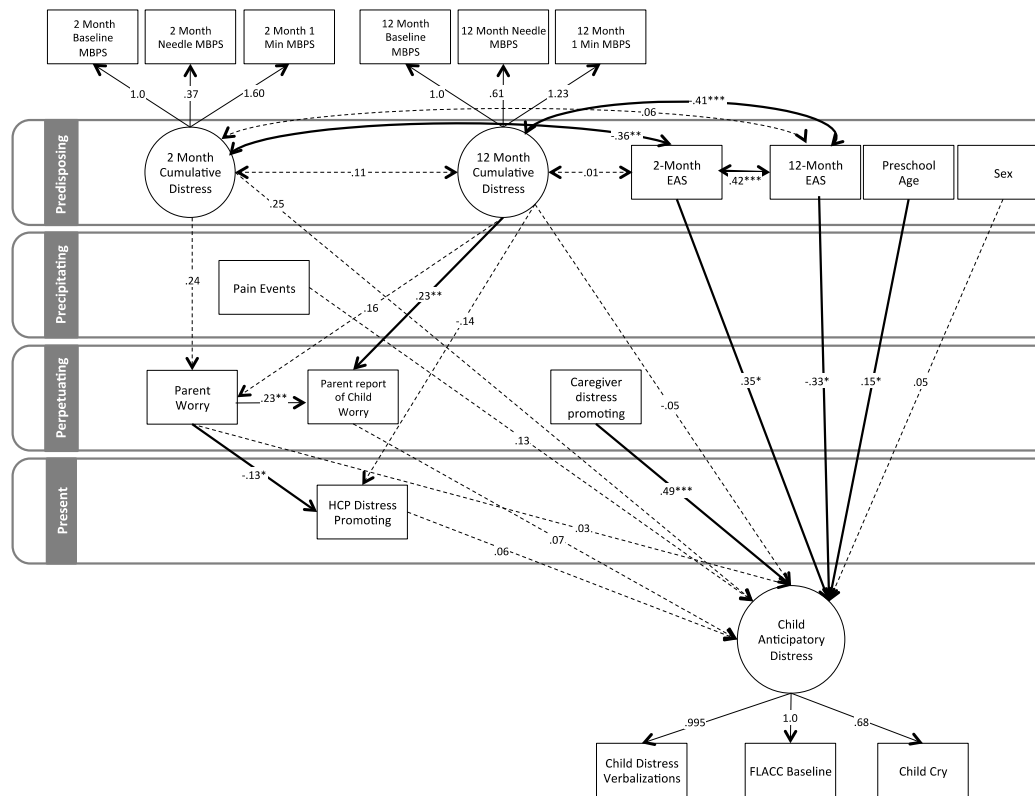 2 Month
Baseline
MBPS
2 Month
Needle MBPS
2 Month 1
Min MBPS
12 Month
Baseline
MBPS
12 Month Needle
MBPS
12 Month
1 Min MBPS
1.0
.37
1.60
1.0
.61
1.23
.41***
.06
-.36**
Predisposing
2 Month
Cumulative
Distress
.11
12 Month
Cumulative
Distress
.01
2-Month
EAS
.42***
12-Month
EAS
Preschool
Age
Sex
.25
Precipitating
.24
Pain Events
.16
.23**
-.14
Perpetuating
Parent
Worry
.23**
Parent report
of Child
Worry
Caregiver
distress
promoting
.35*
-.33*
.15*
.05
-.05
.13
Present
-.13*
HCP Distress
Promoting
.49***
.03
.07
.06
Child
Anticipatory
Distress
.995
1.0
.68
Child Distress
Verbalizations
FLACC Baseline
Child Cry